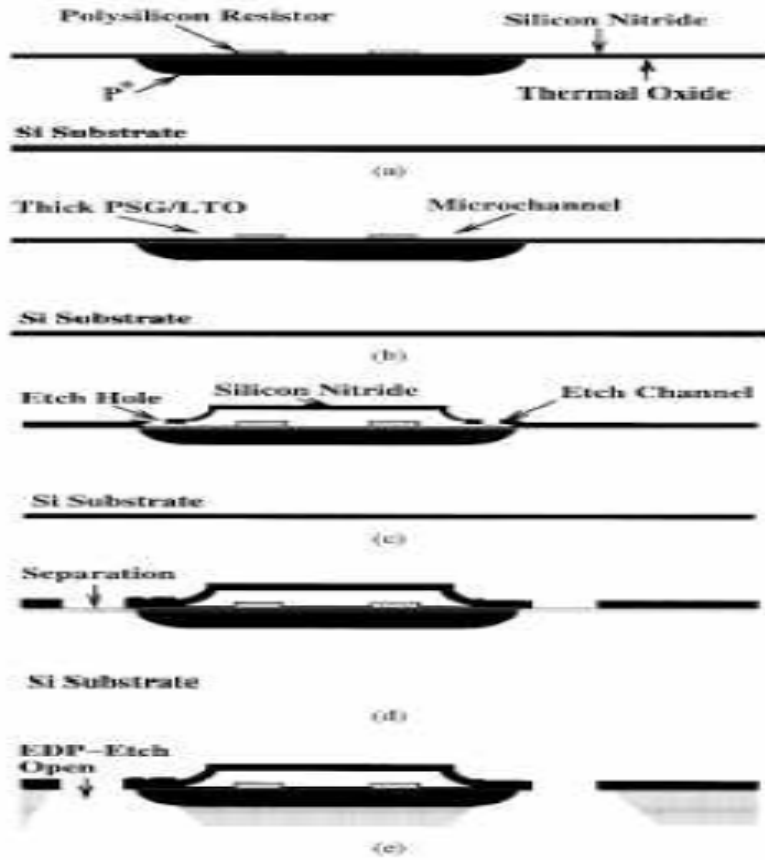 Polysilicon Resistor
Silicon Nitride
P+
Thermal Oxide
Si Substrate
(a)
Thick PSG/LTO
Microchannel
Si Substrate
(b)
Silicon Nitride
Etch Hole
Etch Channel
Si Substrate
(c)
Separation
Si Substrate
(d)
EDP-Etch
Open
(e)